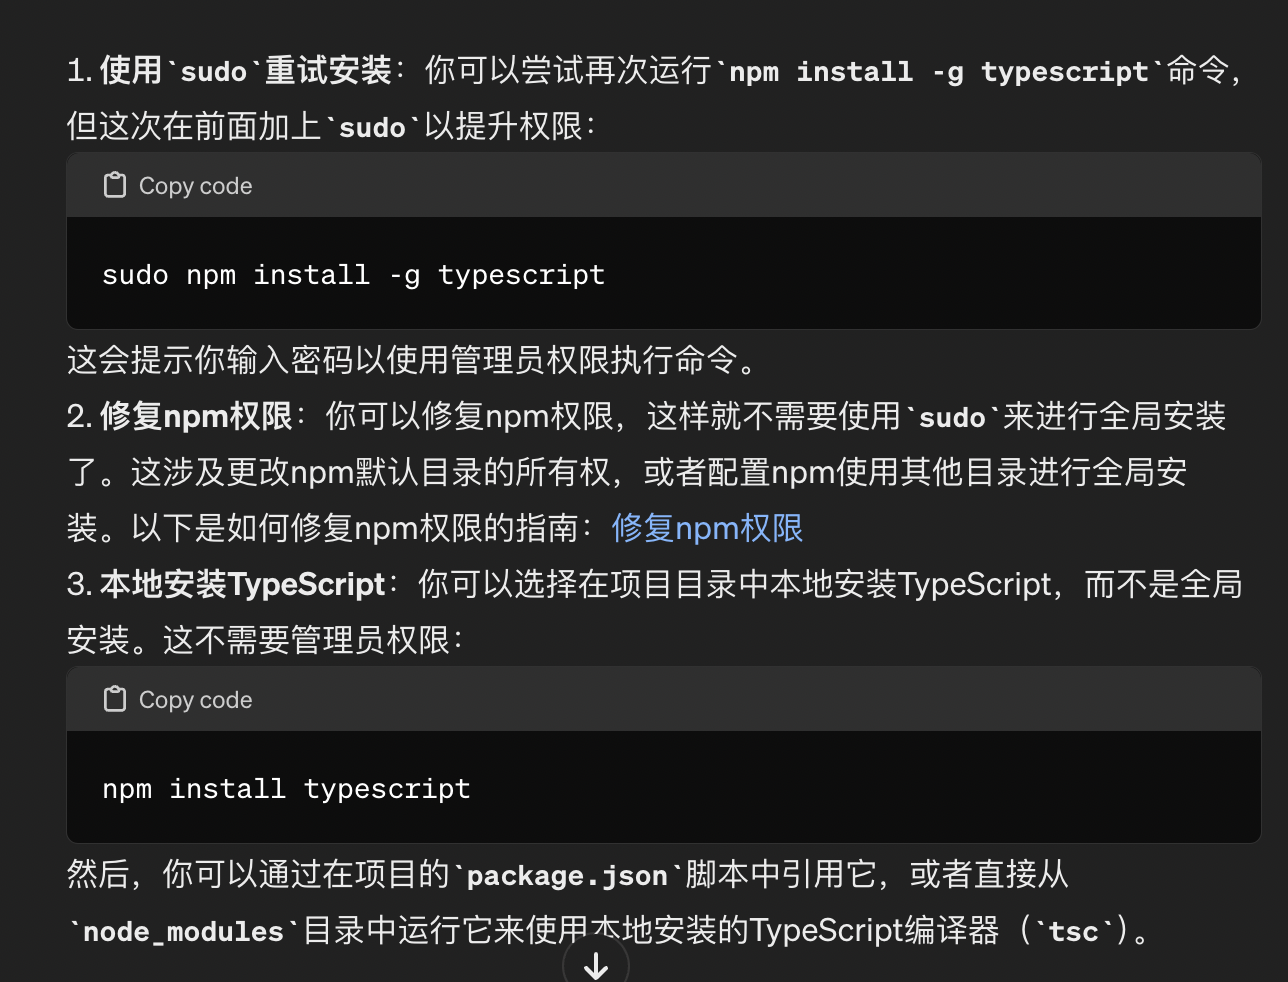 1. 使用`sudo`重试安装：你可以尝试再次运行`npm install -g typescript`命令，
但这次在前面加上`sudo`以提升权限：
Copy code
sudo npm install -g typescript
这会提示你输入密码以使用管理员权限执行命令。
2. 修复npm权限：你可以修复npm权限，这样就不需要使用`sudo`来进行全局安装
了。这涉及更改npm默认目录的所有权，或者配置npm使用其他目录进行全局安
装。以下是如何修复npm权限的指南：修复npm权限
3. 本地安装TypeScript：你可以选择在项目目录中本地安装TypeScript，而不是全局
安装。这不需要管理员权限：
Copy code
npm install typescript
然后，你可以通过在项目的`package.json`脚本中引用它，或者直接从
`node_modules`目录中运行它来使用本地安装的TypeScript编译器（`tsc`）。